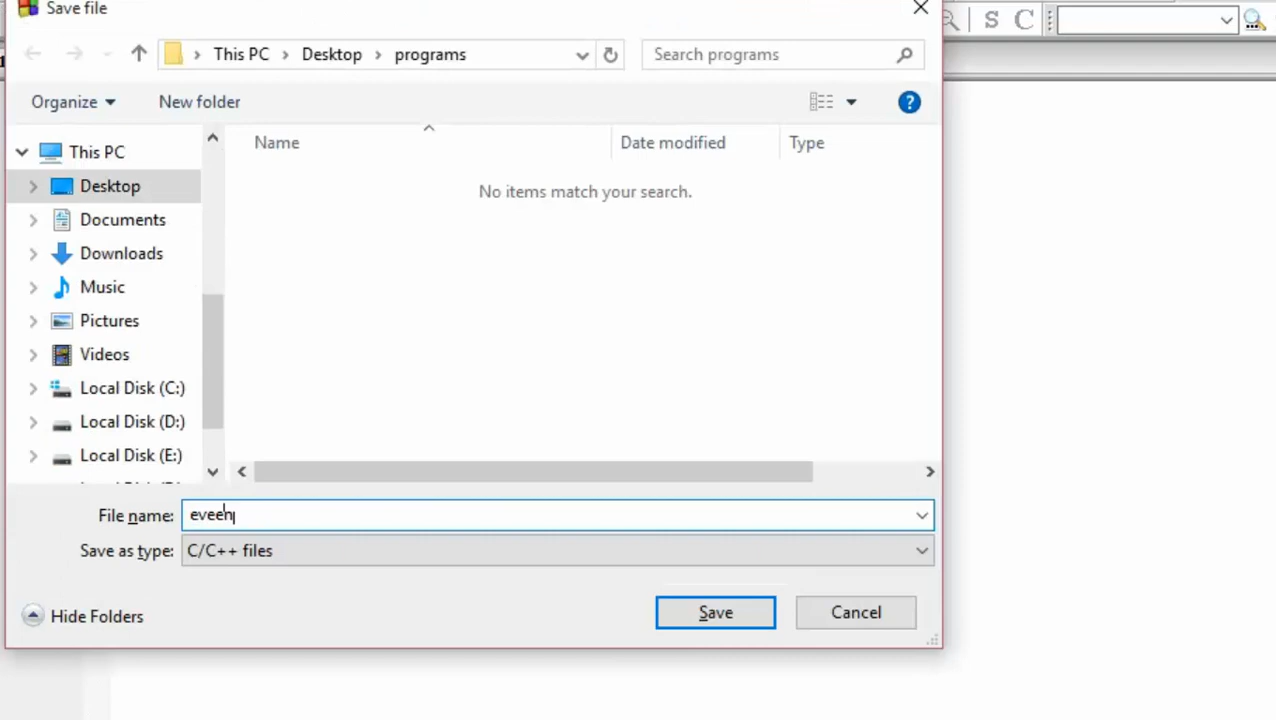 Save file
S C
This PC > Desktop > programs
Search programs
Organize
New folder
?
Name
Date modified
Type
This PC
Desktop
No items match your search.
Documents
Downloads
Music
Pictures
Videos
Local Disk (C:)
Local Disk (D:)
Local Disk (E:)
File name:
Save as type: C/C++ files
Hide Folders
Save
Cancel